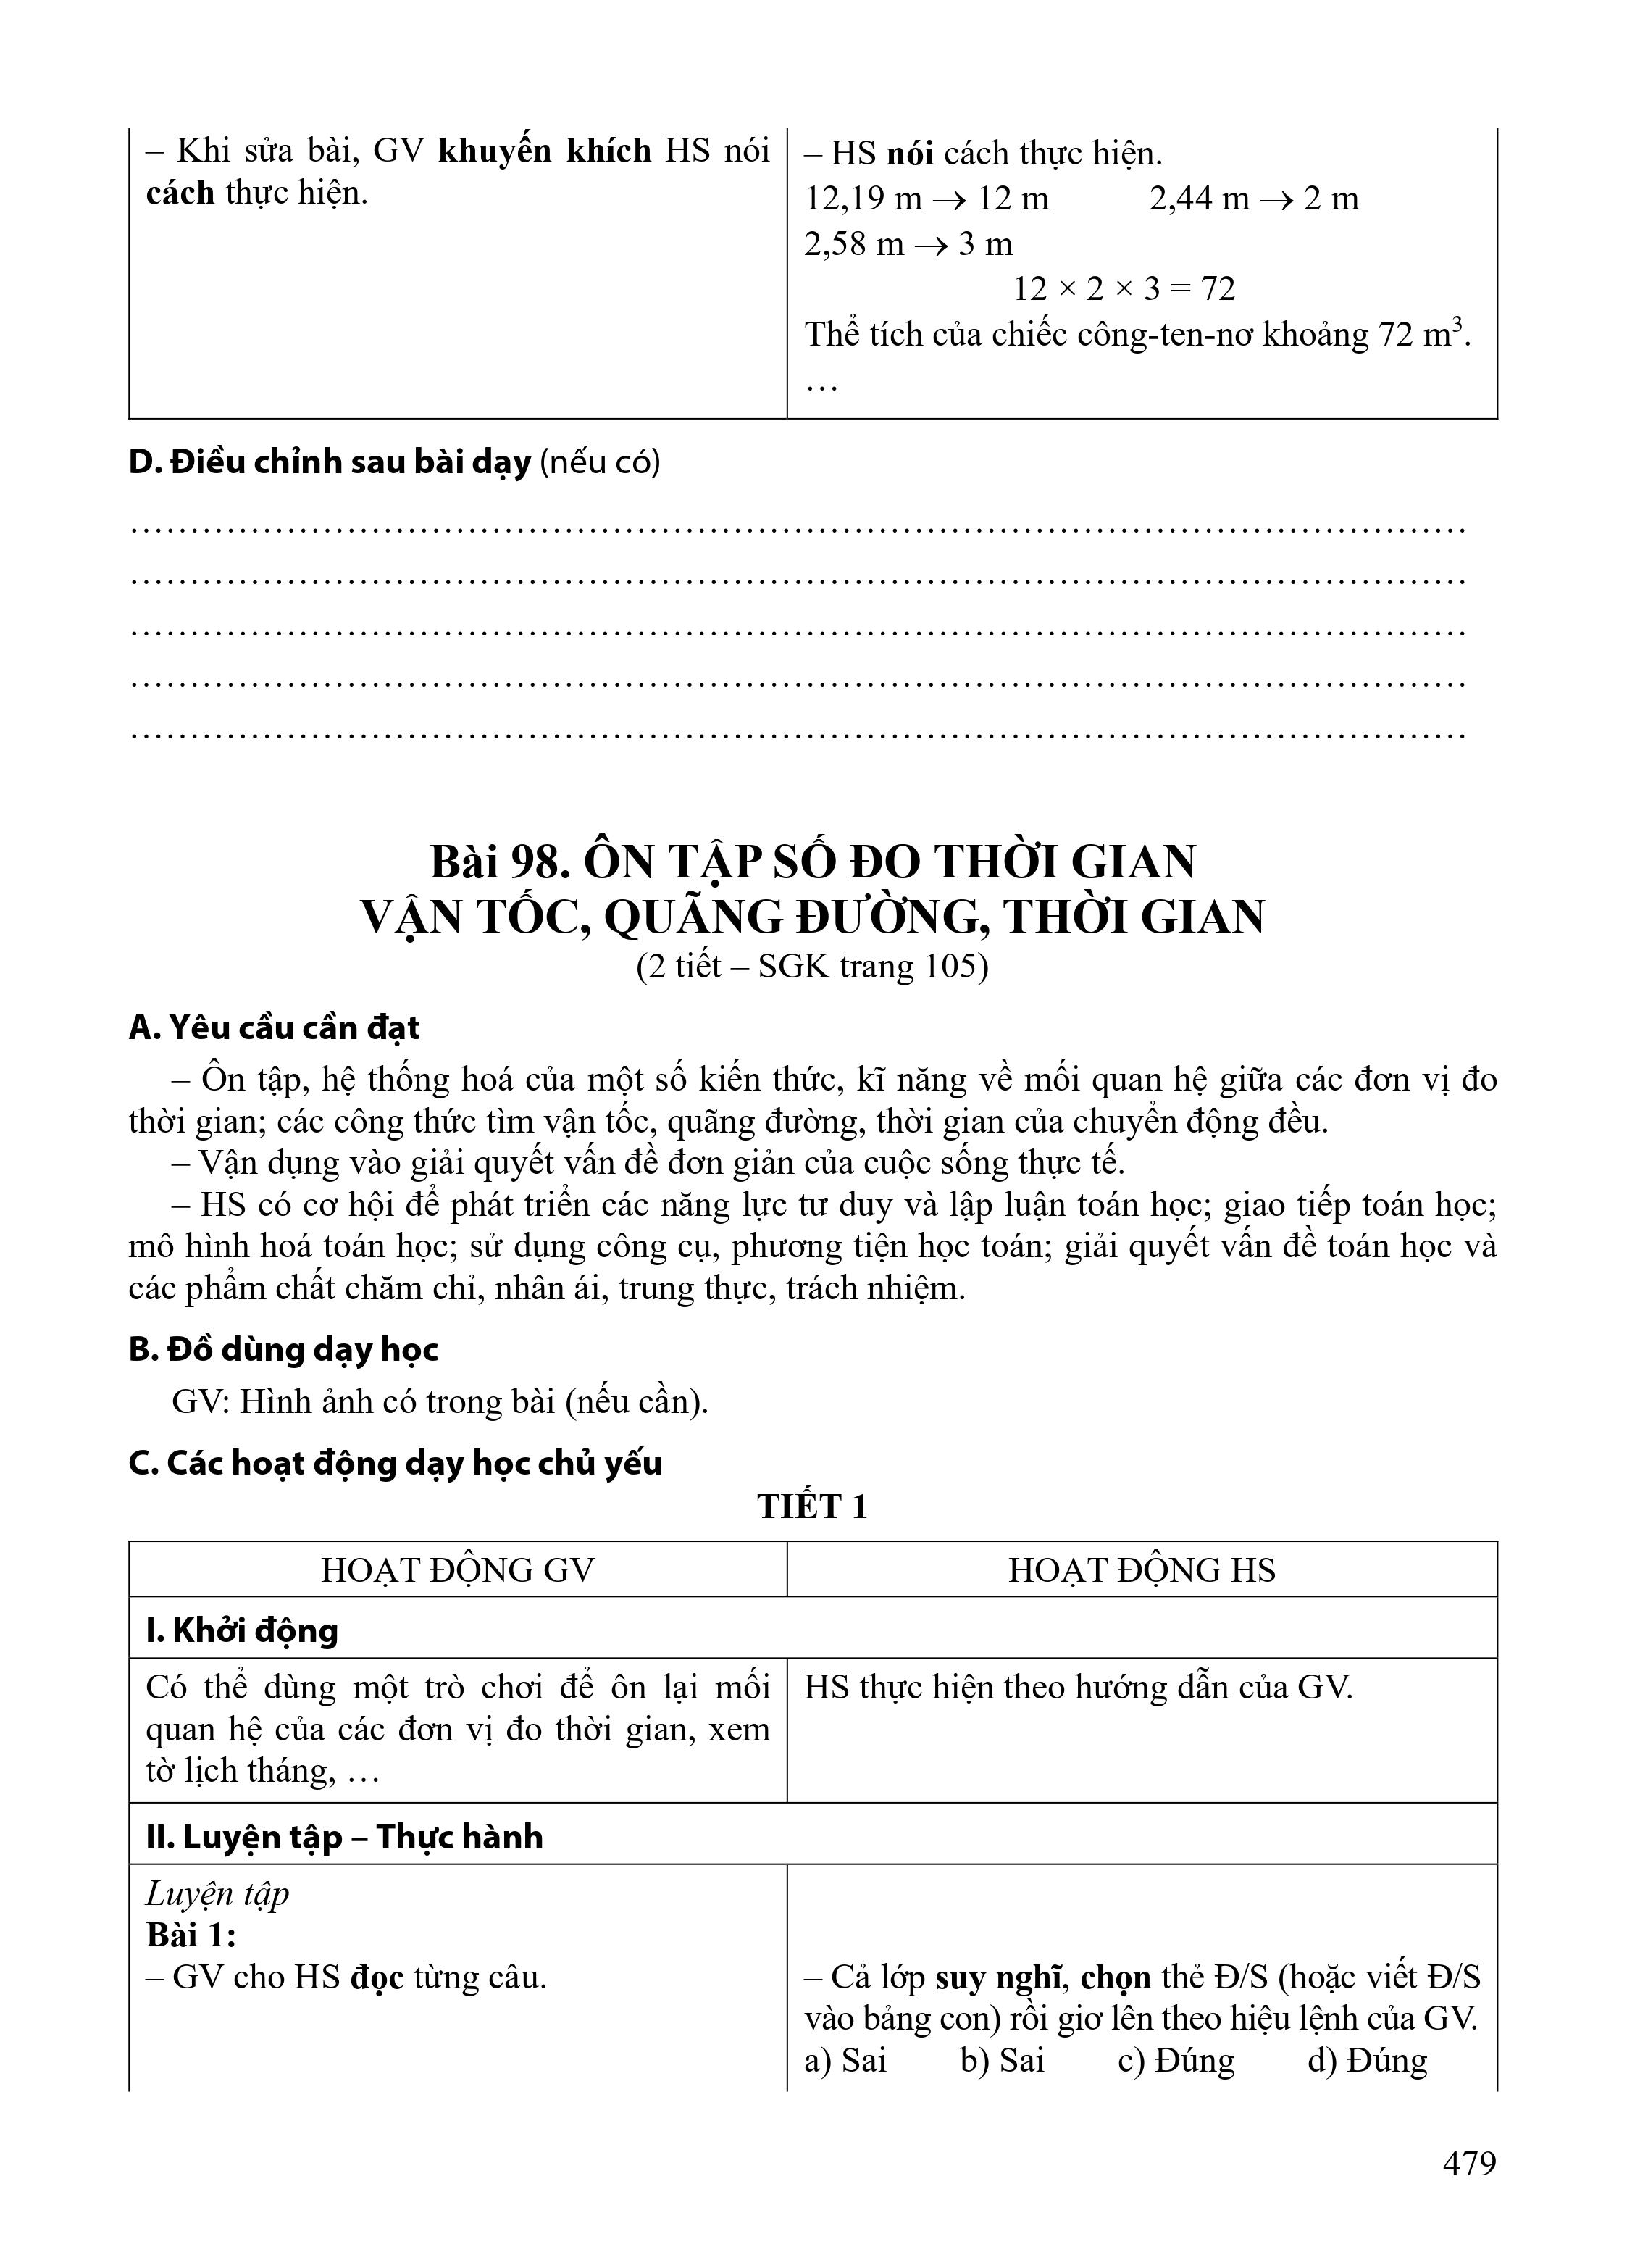 – Khi sửa bài, GV khuyến khích HS nói
cách thực hiện.
– HS nói cách thực hiện.
12,19 m → 12 m 2,44 m → 2 m
2,58 m → 3 m
12 × 2 × 3 = 72
Thể tích của chiếc công-ten-nơ khoảng 72 m³.
…
D. Điều chỉnh sau bài dạy (nếu có)
……………………………………………………………………………………………
……………………………………………………………………………………………
……………………………………………………………………………………………
……………………………………………………………………………………………
……………………………………………………………………………………………
Bài 98. ÔN TẬP SỐ ĐO THỜI GIAN
VẬN TỐC, QUÃNG ĐƯỜNG, THỜI GIAN
(2 tiết – SGK trang 105)
A. Yêu cầu cần đạt
– Ôn tập, hệ thống hoá của một số kiến thức, kĩ năng về mối quan hệ giữa các đơn vị đo
thời gian; các công thức tìm vận tốc, quãng đường, thời gian của chuyển động đều.
– Vận dụng vào giải quyết vấn đề đơn giản của cuộc sống thực tế.
– HS có cơ hội để phát triển các năng lực tư duy và lập luận toán học; giao tiếp toán học;
mô hình hoá toán học; sử dụng công cụ, phương tiện học toán; giải quyết vấn đề toán học và
các phẩm chất chăm chỉ, nhân ái, trung thực, trách nhiệm.
B. Đồ dùng dạy học
GV: Hình ảnh có trong bài (nếu cần).
C. Các hoạt động dạy học chủ yếu
TIẾT 1
HOẠT ĐỘNG GV
HOẠT ĐỘNG HS
I. Khởi động
Có thể dùng một trò chơi để ôn lại mối
quan hệ của các đơn vị đo thời gian, xem
tờ lịch tháng, …
HS thực hiện theo hướng dẫn của GV.
II. Luyện tập – Thực hành
Luyện tập
Bài 1:
– GV cho HS đọc từng câu.
– Cả lớp suy nghĩ, chọn thẻ Đ/S (hoặc viết Đ/S
vào bảng con) rồi giơ lên theo hiệu lệnh của GV.
a) Sai b) Sai c) Đúng d) Đúng
479